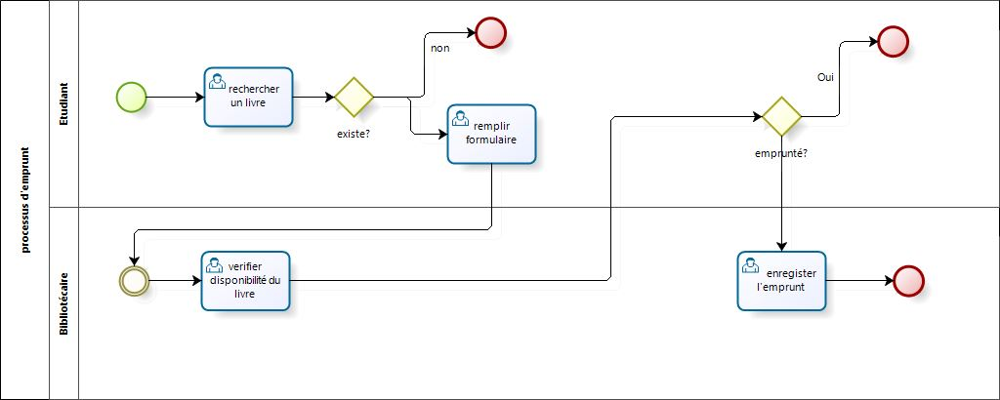 processus d'emprunt
Etudiant
rechercher
un livre
existe?
non
remplir
formulaire
emprunté?
Oui
Bibliotécaire
verifier
disponibilité du
livre
enregister
l'emprunt